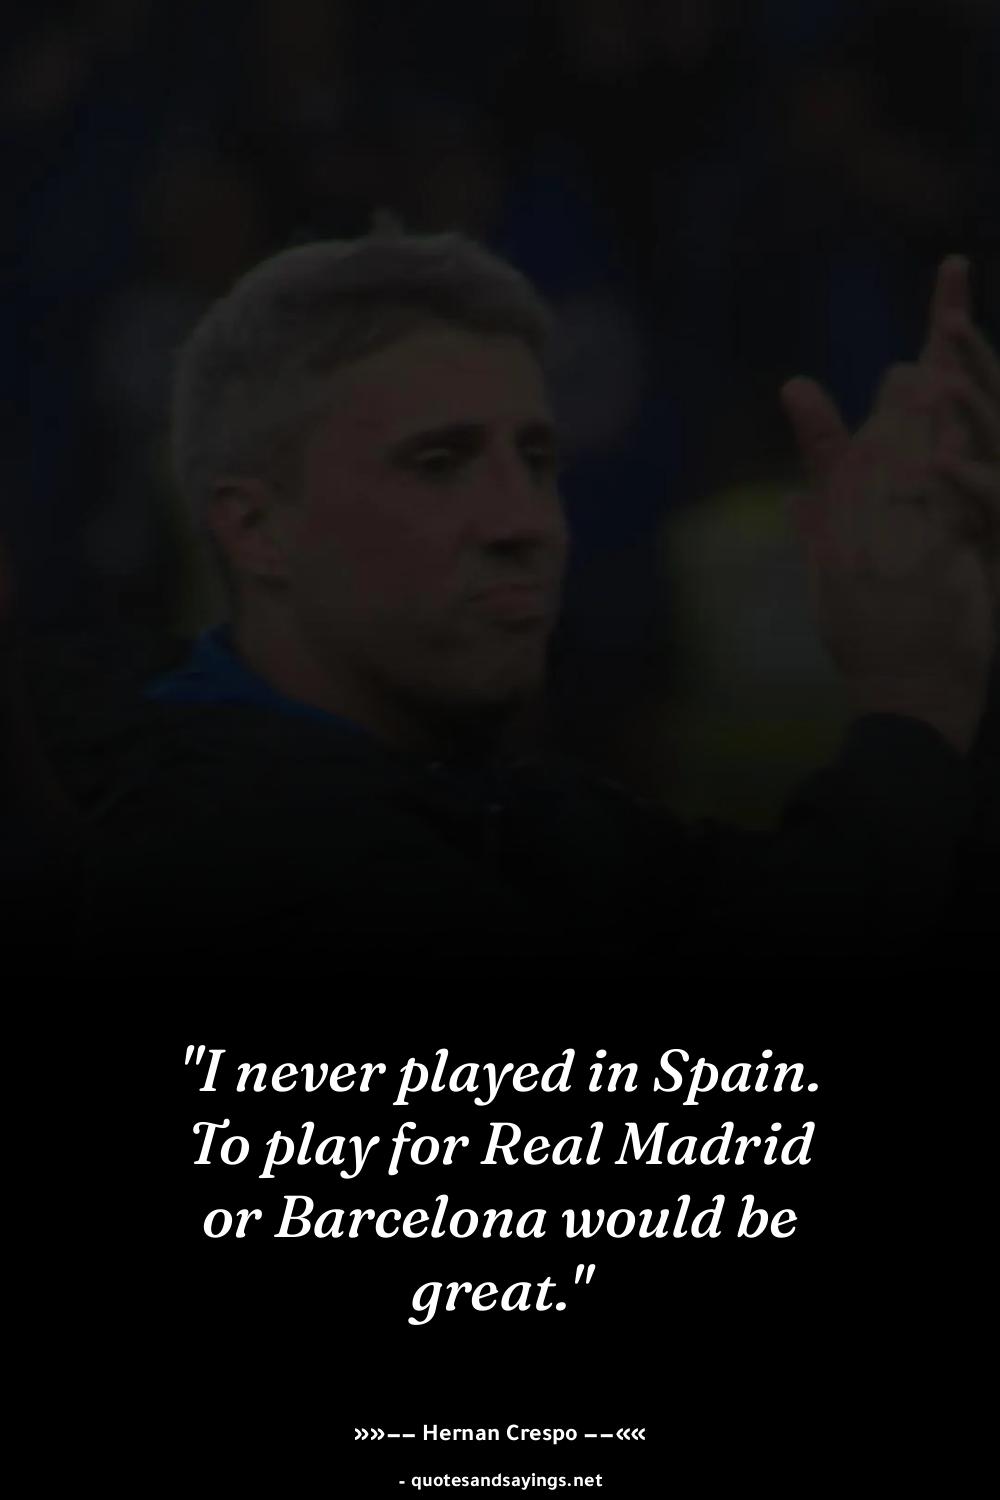 "I never played in Spain.
To play for Real Madrid
or Barcelona would be
great."
»»–– Hernan Crespo ––««
- quotesandsayings.net